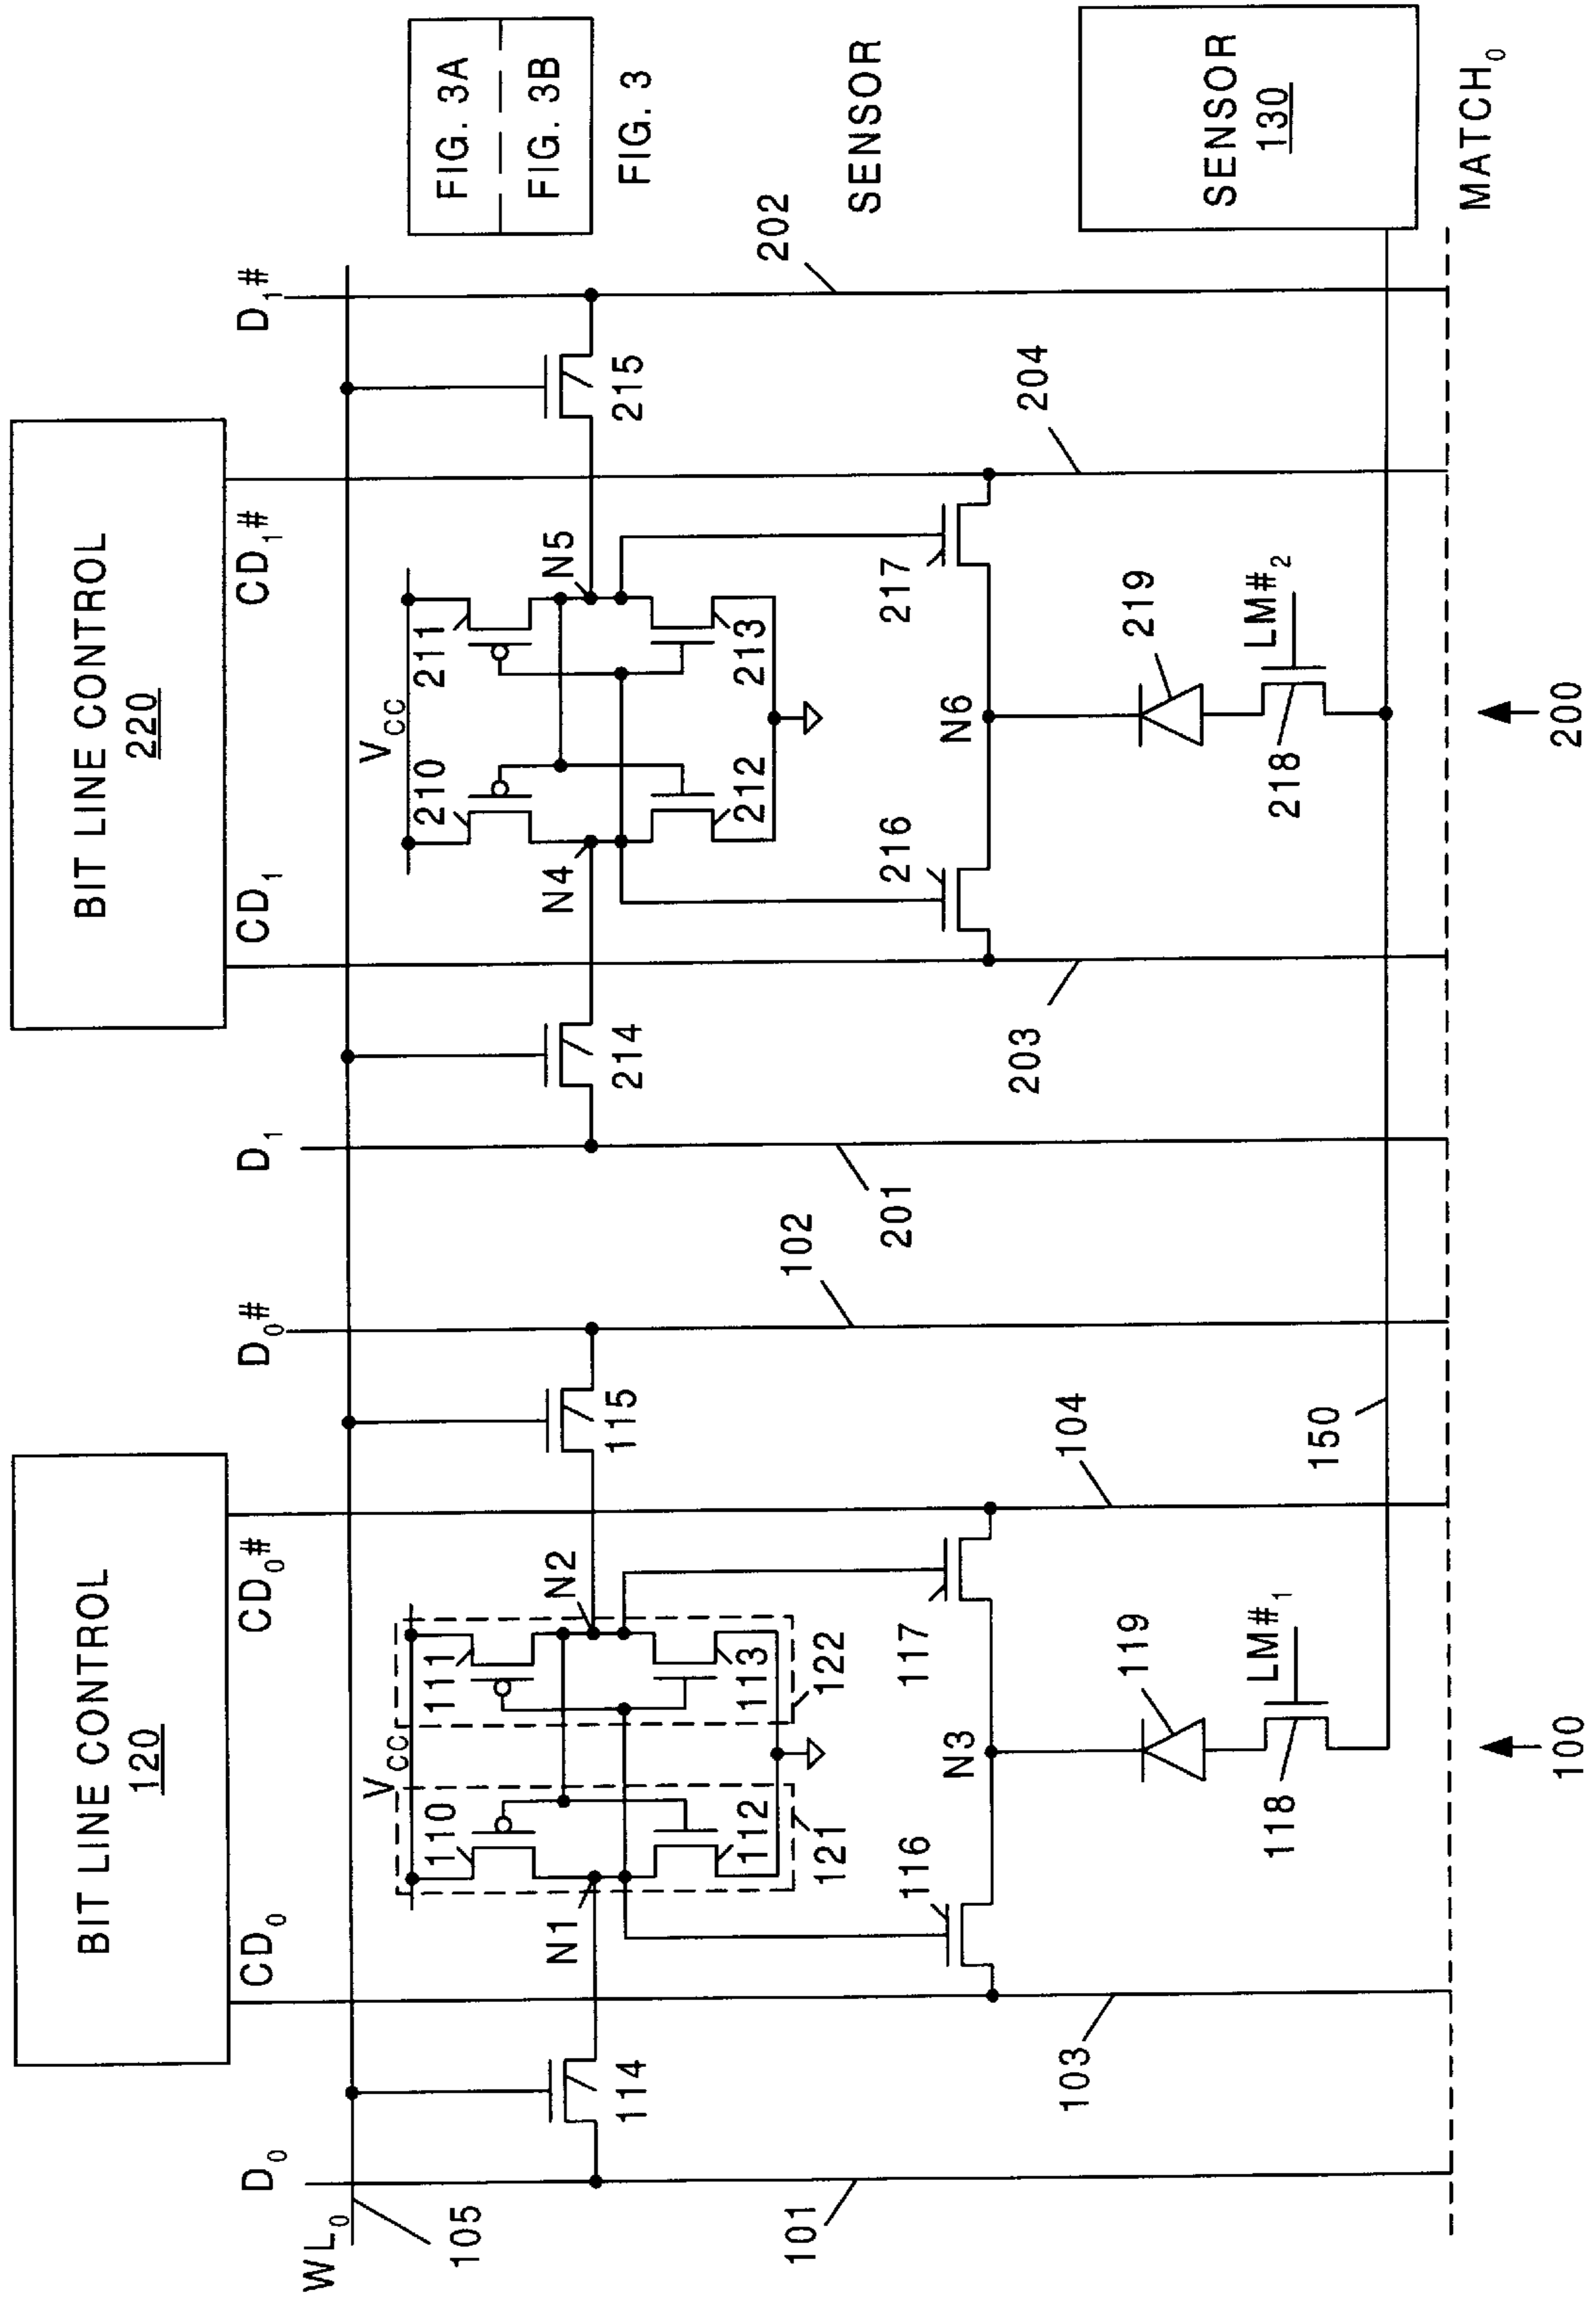 BIT LINE CONTROL
120
BIT LINE CONTROL
220
D₀
CD₀
CD₀#
D₀#
D₁
CD₁
CD₁#
D₁#
WL₀
105
V_CC
V_CC
FIG. 3A
FIG. 3B
FIG. 3
110
111
210
211
N1
N2
N4
N5
114
115
214
215
112
113
212
213
121
122
101
102
201
202
SENSOR
116
117
216
217
N3
N6
103
104
203
204
119
219
118
LM#₁
218
LM#₂
SENSOR
130
150
MATCH₀
100
200